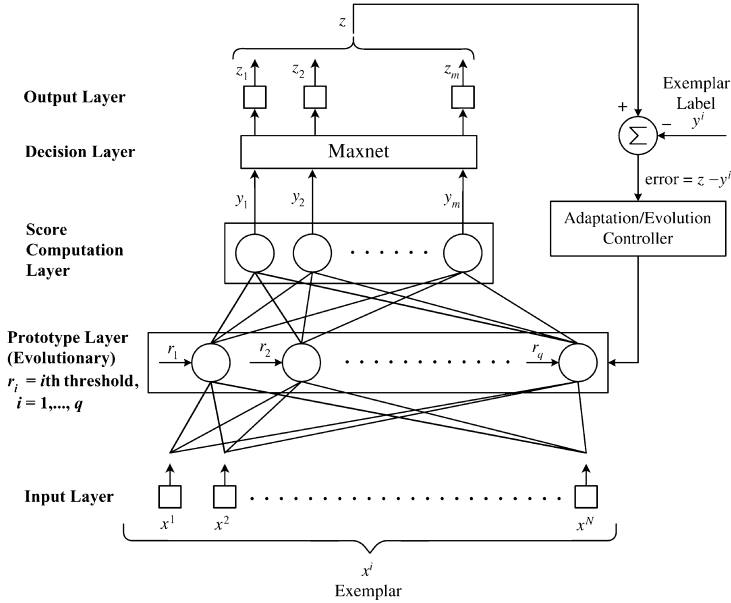 z
z₁ z₂ zₘ
Output Layer
Exemplar
Label
yⁱ
+ −
Σ
Decision Layer
Maxnet
error = z −yⁱ
y₁ y₂ yₘ
Adaptation/Evolution
Controller
Score
Computation
Layer
Prototype Layer
(Evolutionary)
rᵢ = ith threshold,
i = 1,..., q
r₁ r₂ r_q
Input Layer
x¹ x² xᴺ
xⁱ
Exemplar